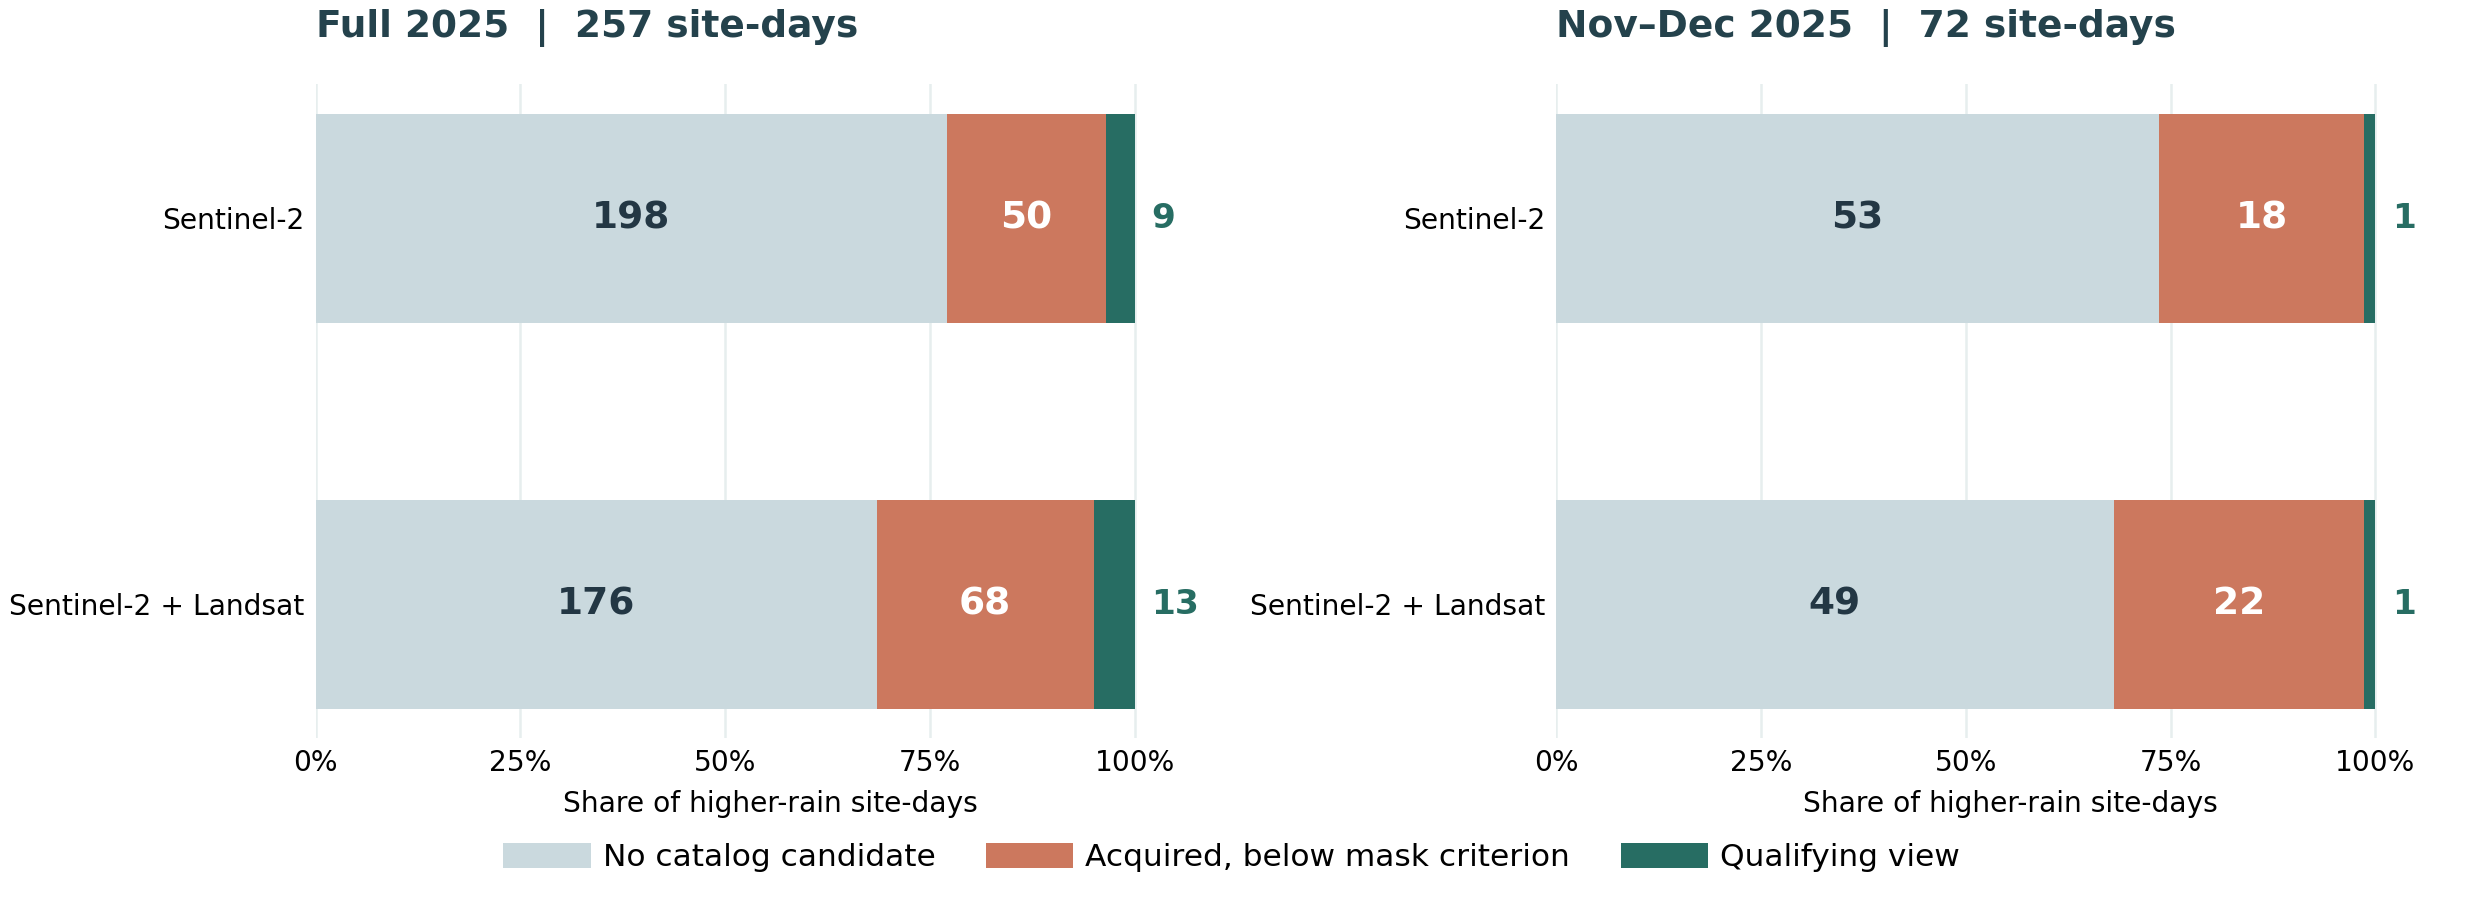 Full 2025 | 257 site-days
Sentinel-2
198
50
9
Sentinel-2 + Landsat
176
68
13
0%
25%
50%
75%
100%
Share of higher-rain site-days
Nov–Dec 2025 | 72 site-days
Sentinel-2
53
18
1
Sentinel-2 + Landsat
49
22
1
0%
25%
50%
75%
100%
Share of higher-rain site-days
No catalog candidate
Acquired, below mask criterion
Qualifying view